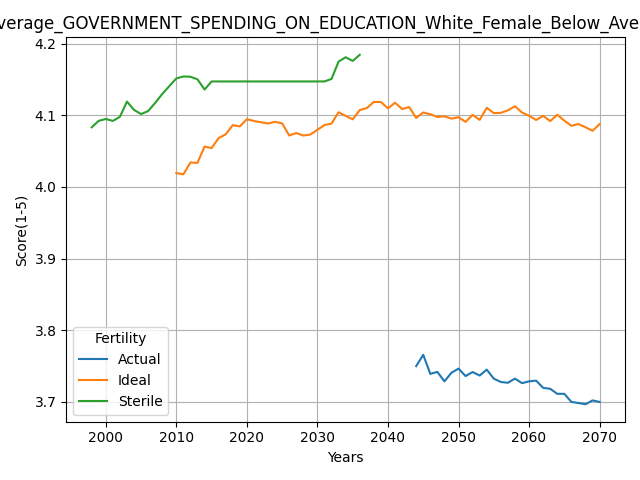 verage_GOVERNMENT_SPENDING_ON_EDUCATION_White_Female_Below_Ave
4.2
4.1
4.0
3.9
3.8
3.7
Score(1-5)
Fertility
Actual
Ideal
Sterile
2000 2010 2020 2030 2040 2050 2060 2070
Years